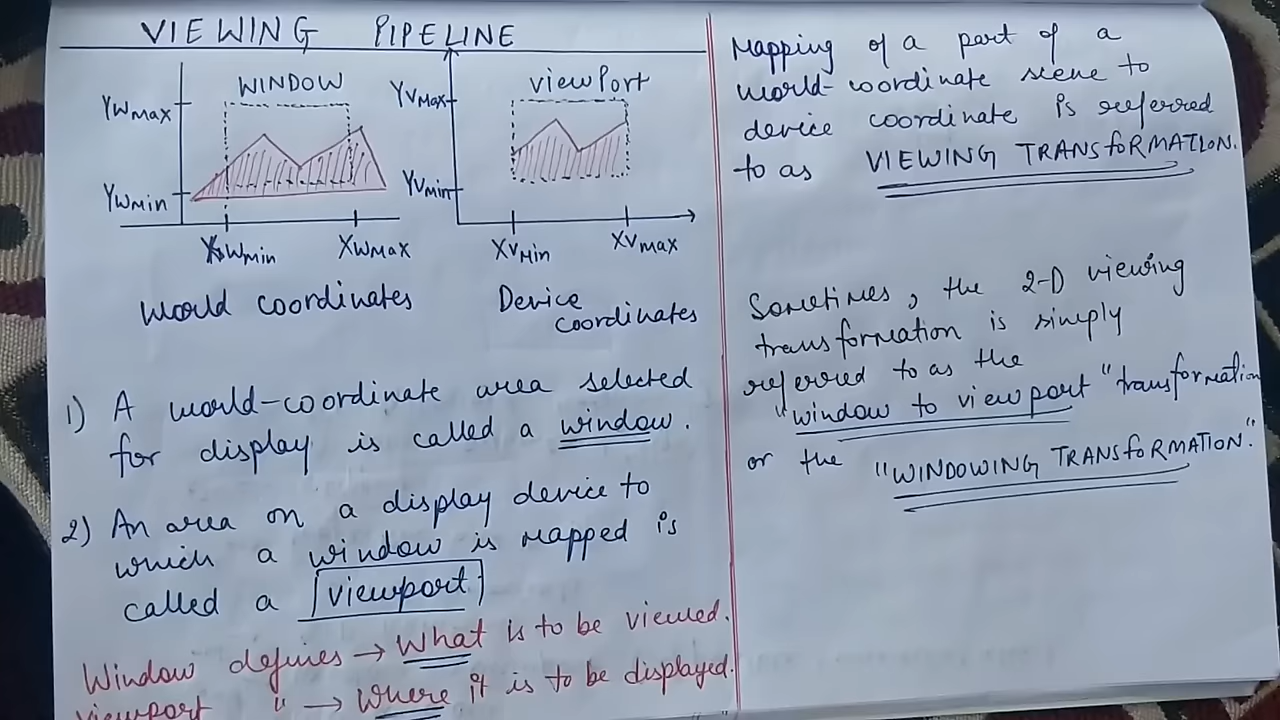 VIEWING PIPELINE
WINDOW
YWMax
YWMin
XWMin
XWMax
World coordinates
viewPort
YVMax
YVMin
XVMin
XVMax
Device
coordinates
1) A world-coordinate area selected
for display is called a window.
2) An area on a display device to
which a window is mapped is
called a viewport
Window defines → What is to be viewed.
Viewport " → Where it is to be displayed.
Mapping of a part of a
world-coordinate scene to
device coordinate is referred
to as VIEWING TRANSFORMATION.
Sometimes, the 2-D viewing
transformation is simply
referred to as the
"window to viewport" transformation
or the "WINDOWING TRANSFORMATION."